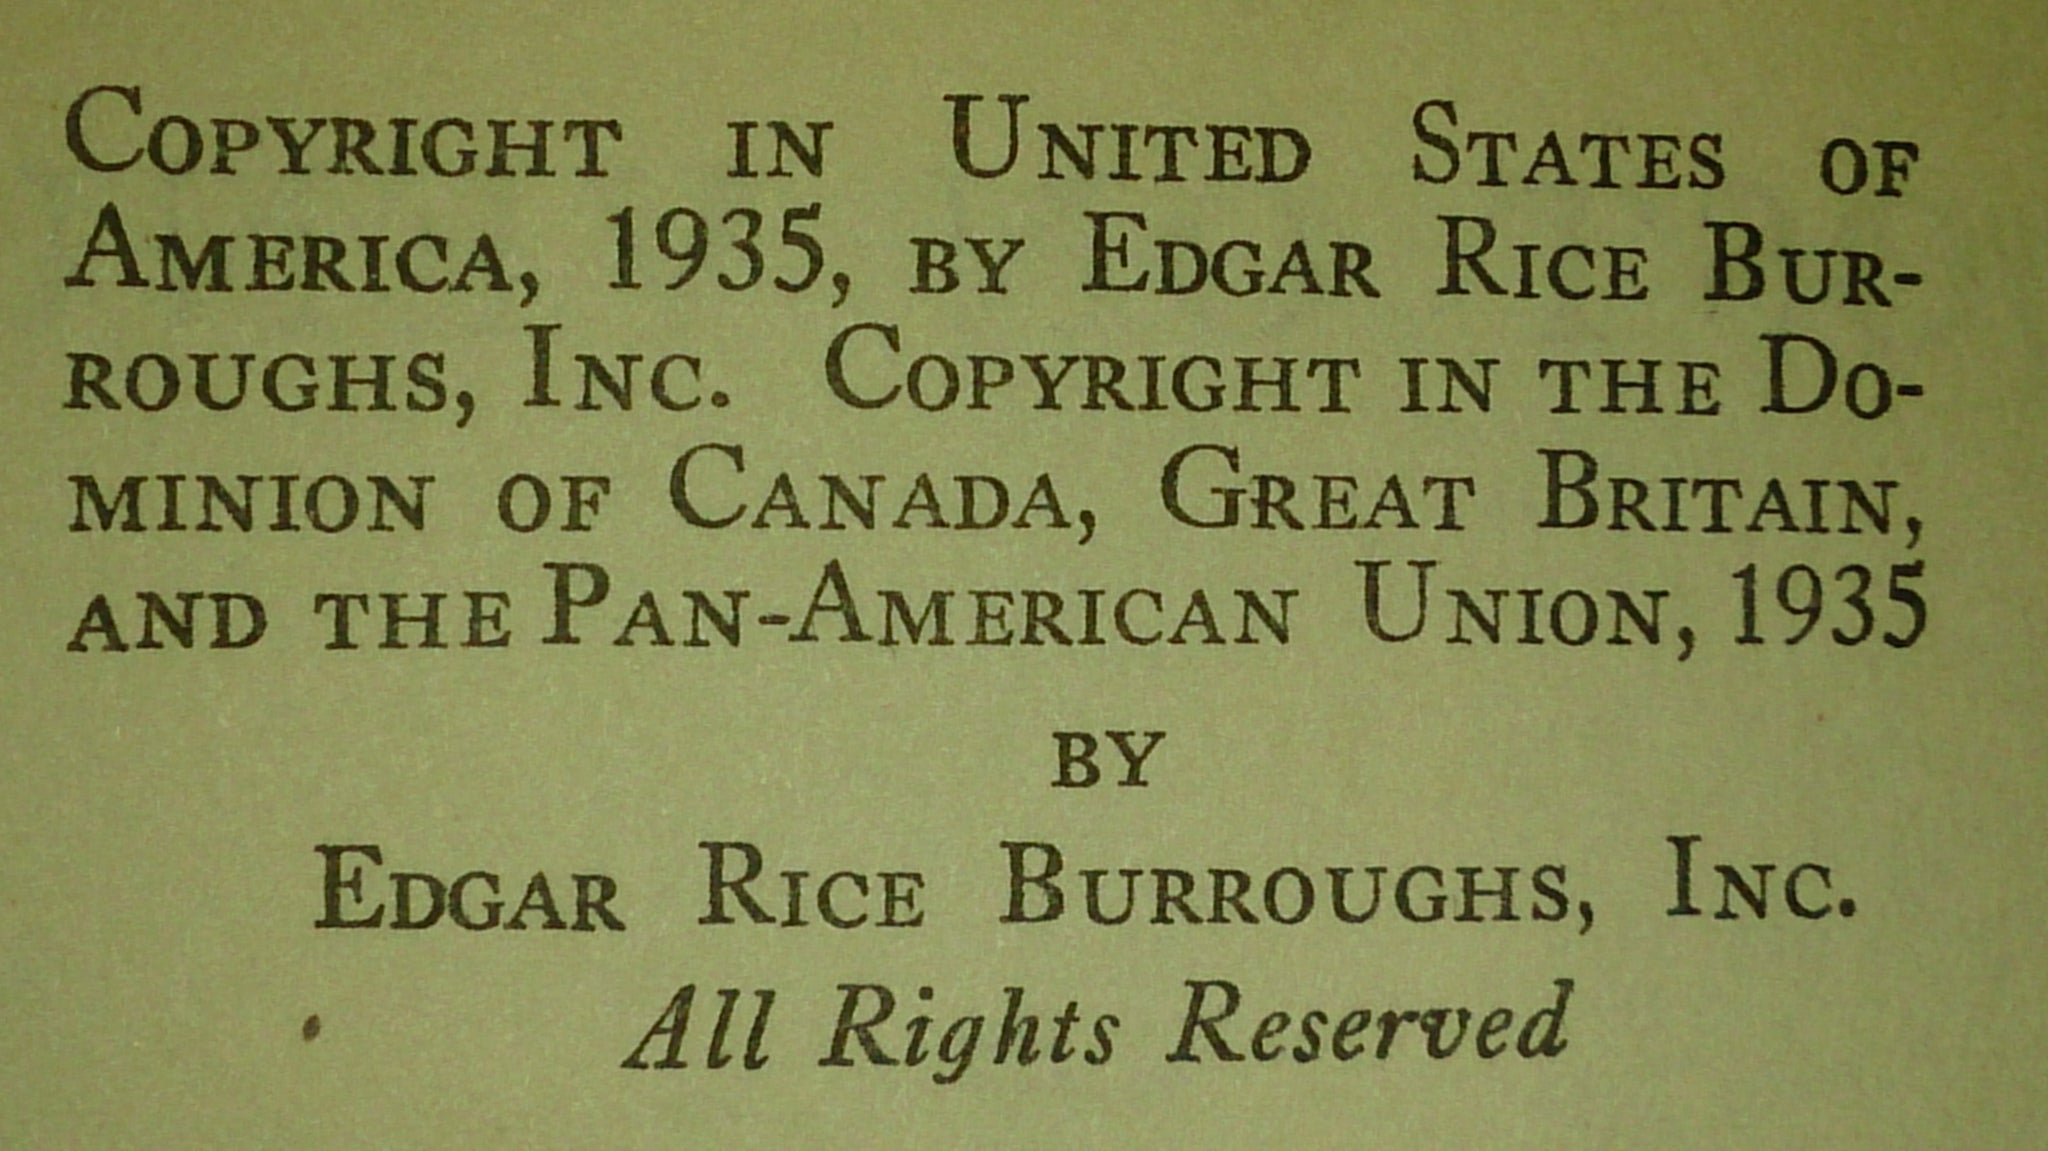 Copyright in United States of
America, 1935, by Edgar Rice Bur-
roughs, Inc. Copyright in the Do-
minion of Canada, Great Britain,
and the Pan-American Union, 1935
by
Edgar Rice Burroughs, Inc.
All Rights Reserved